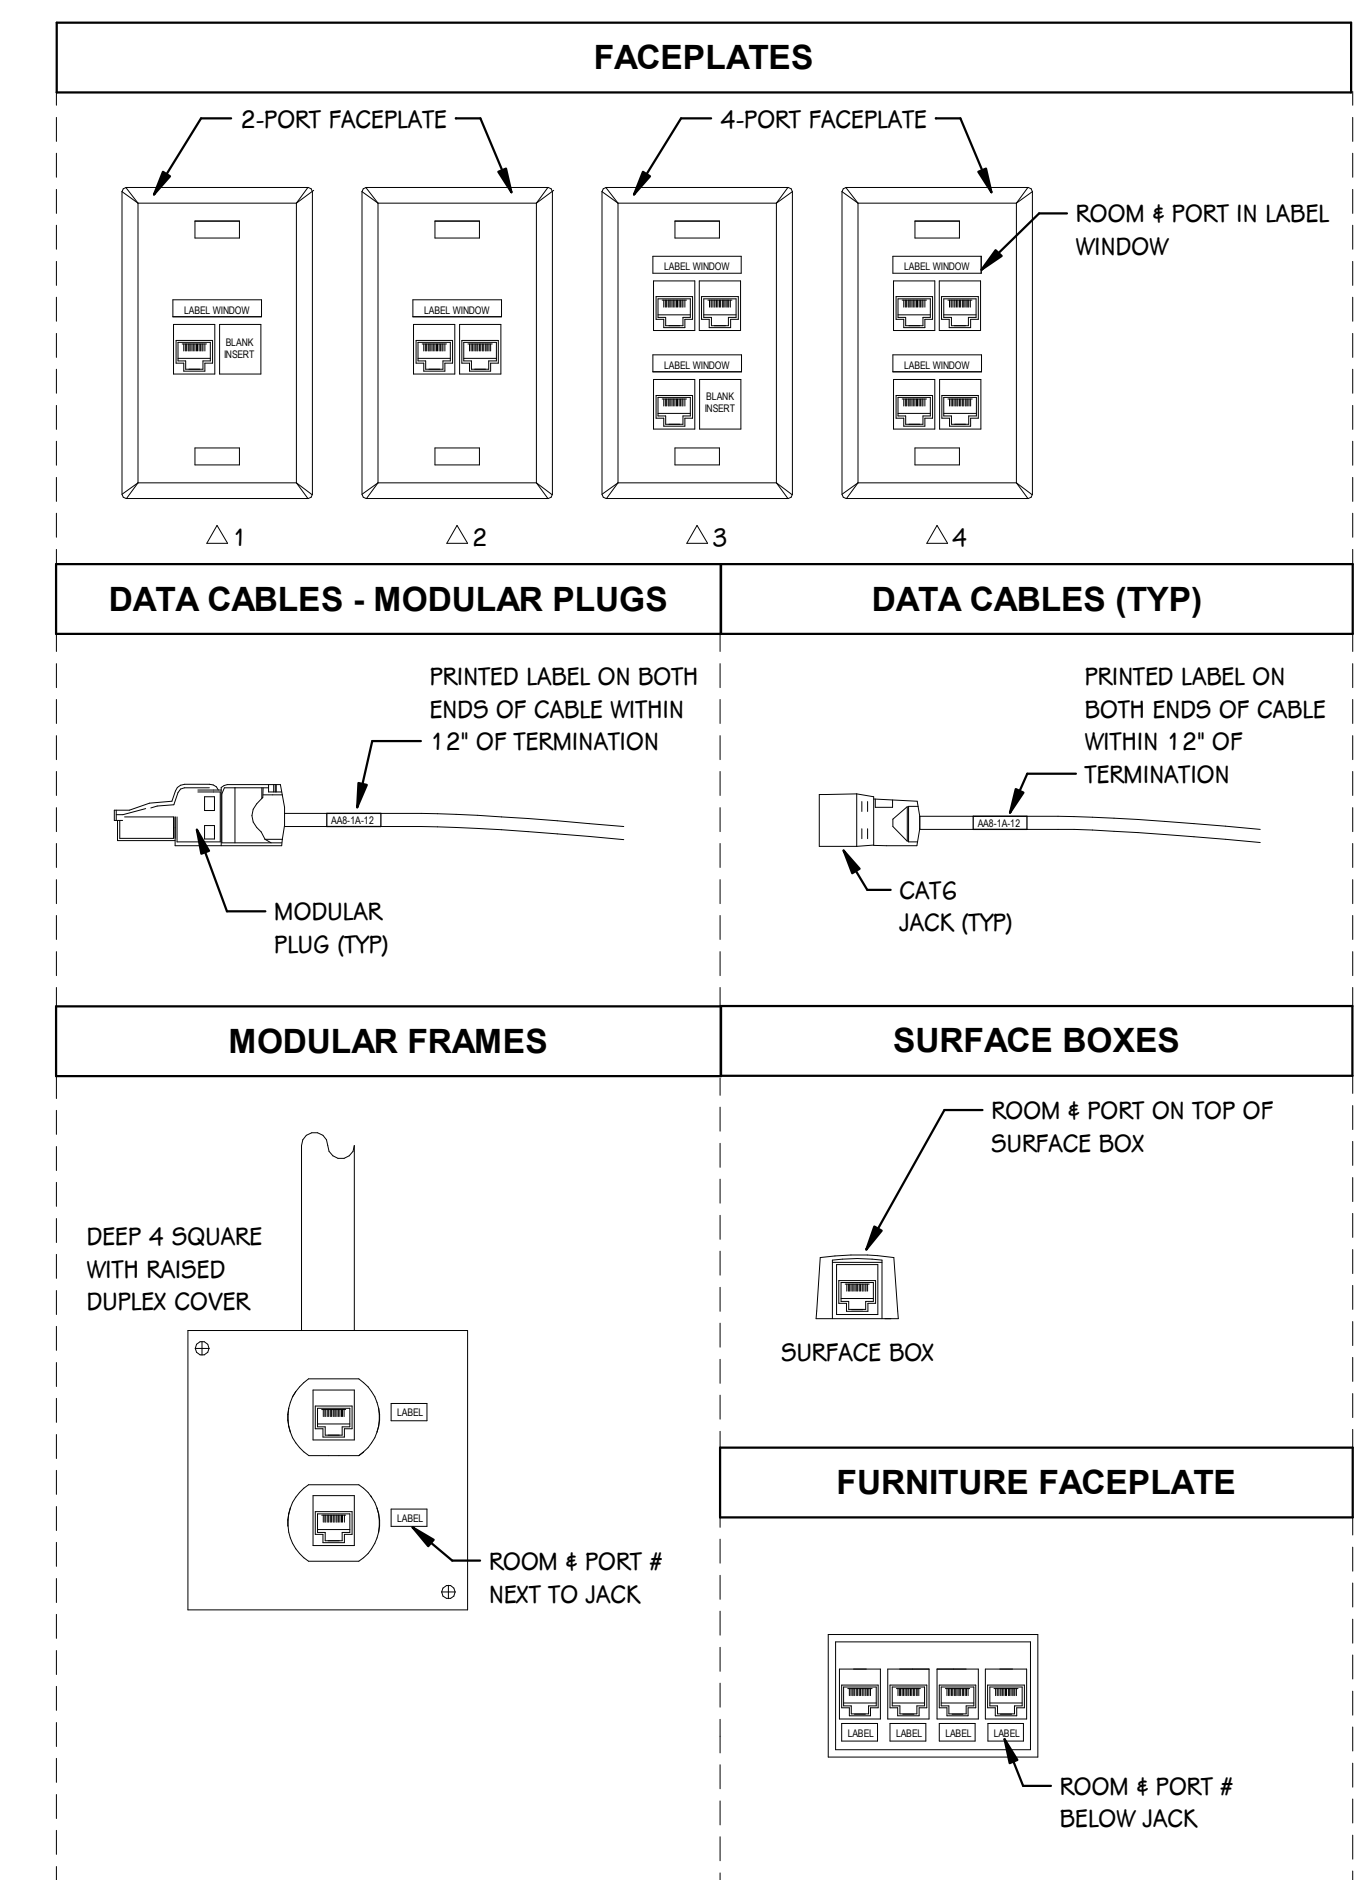 FACEPLATES
2-PORT FACEPLATE
4-PORT FACEPLATE
ROOM & PORT IN LABEL
WINDOW
LABEL WINDOW
BLANK
INSERT
LABEL WINDOW
LABEL WINDOW
LABEL WINDOW
BLANK
INSERT
LABEL WINDOW
LABEL WINDOW
△ 1
△ 2
△ 3
△ 4
DATA CABLES - MODULAR PLUGS
PRINTED LABEL ON BOTH
ENDS OF CABLE WITHIN
12" OF TERMINATION
AA8-1A-12
MODULAR
PLUG (TYP)
DATA CABLES (TYP)
PRINTED LABEL ON
BOTH ENDS OF CABLE
WITHIN 12" OF
TERMINATION
AA8-1A-12
CAT6
JACK (TYP)
MODULAR FRAMES
DEEP 4 SQUARE
WITH RAISED
DUPLEX COVER
LABEL
LABEL
ROOM & PORT #
NEXT TO JACK
SURFACE BOXES
ROOM & PORT ON TOP OF
SURFACE BOX
SURFACE BOX
FURNITURE FACEPLATE
LABEL LABEL LABEL LABEL
ROOM & PORT #
BELOW JACK